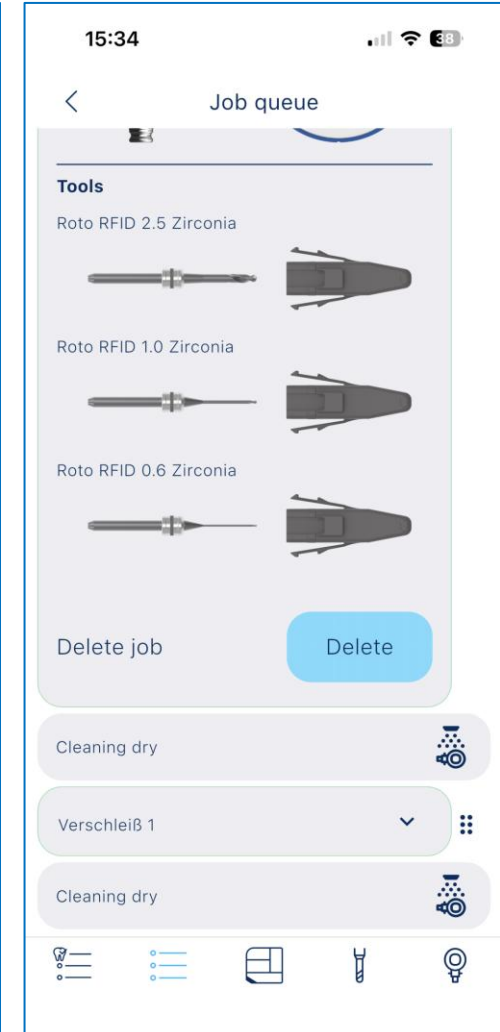 15:34
38
Job queue
Tools
Roto RFID 2.5 Zirconia
Roto RFID 1.0 Zirconia
Roto RFID 0.6 Zirconia
Delete job
Delete
Cleaning dry
Verschleiß 1
Cleaning dry